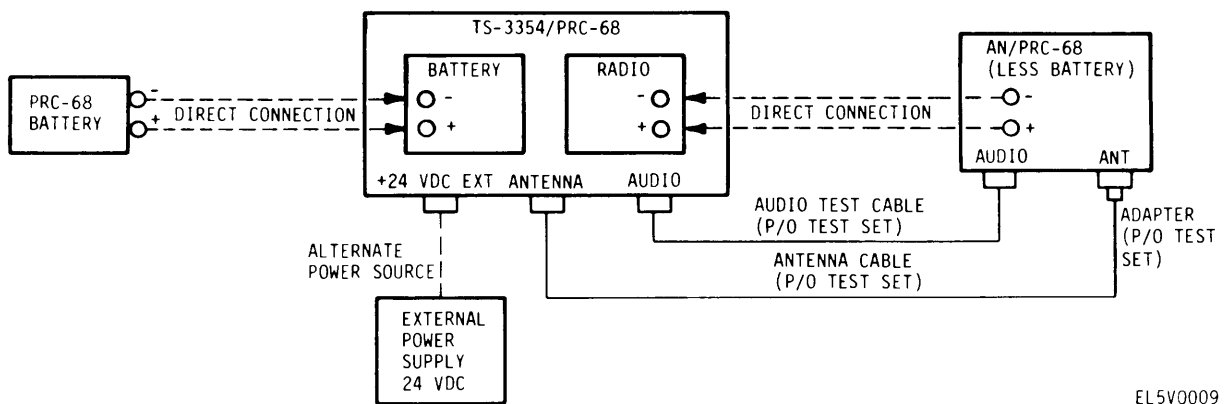 TS-3354/PRC-68
BATTERY
-
+
RADIO
-
+
+24 VDC EXT
ANTENNA
AUDIO
PRC-68
BATTERY
-
+
DIRECT CONNECTION
DIRECT CONNECTION
AN/PRC-68
(LESS BATTERY)
-
+
AUDIO
ANT
AUDIO TEST CABLE
(P/O TEST SET)
ADAPTER
(P/O TEST
SET)
ANTENNA CABLE
(P/O TEST SET)
ALTERNATE
POWER SOURCE
EXTERNAL
POWER
SUPPLY
24 VDC
EL5V0009